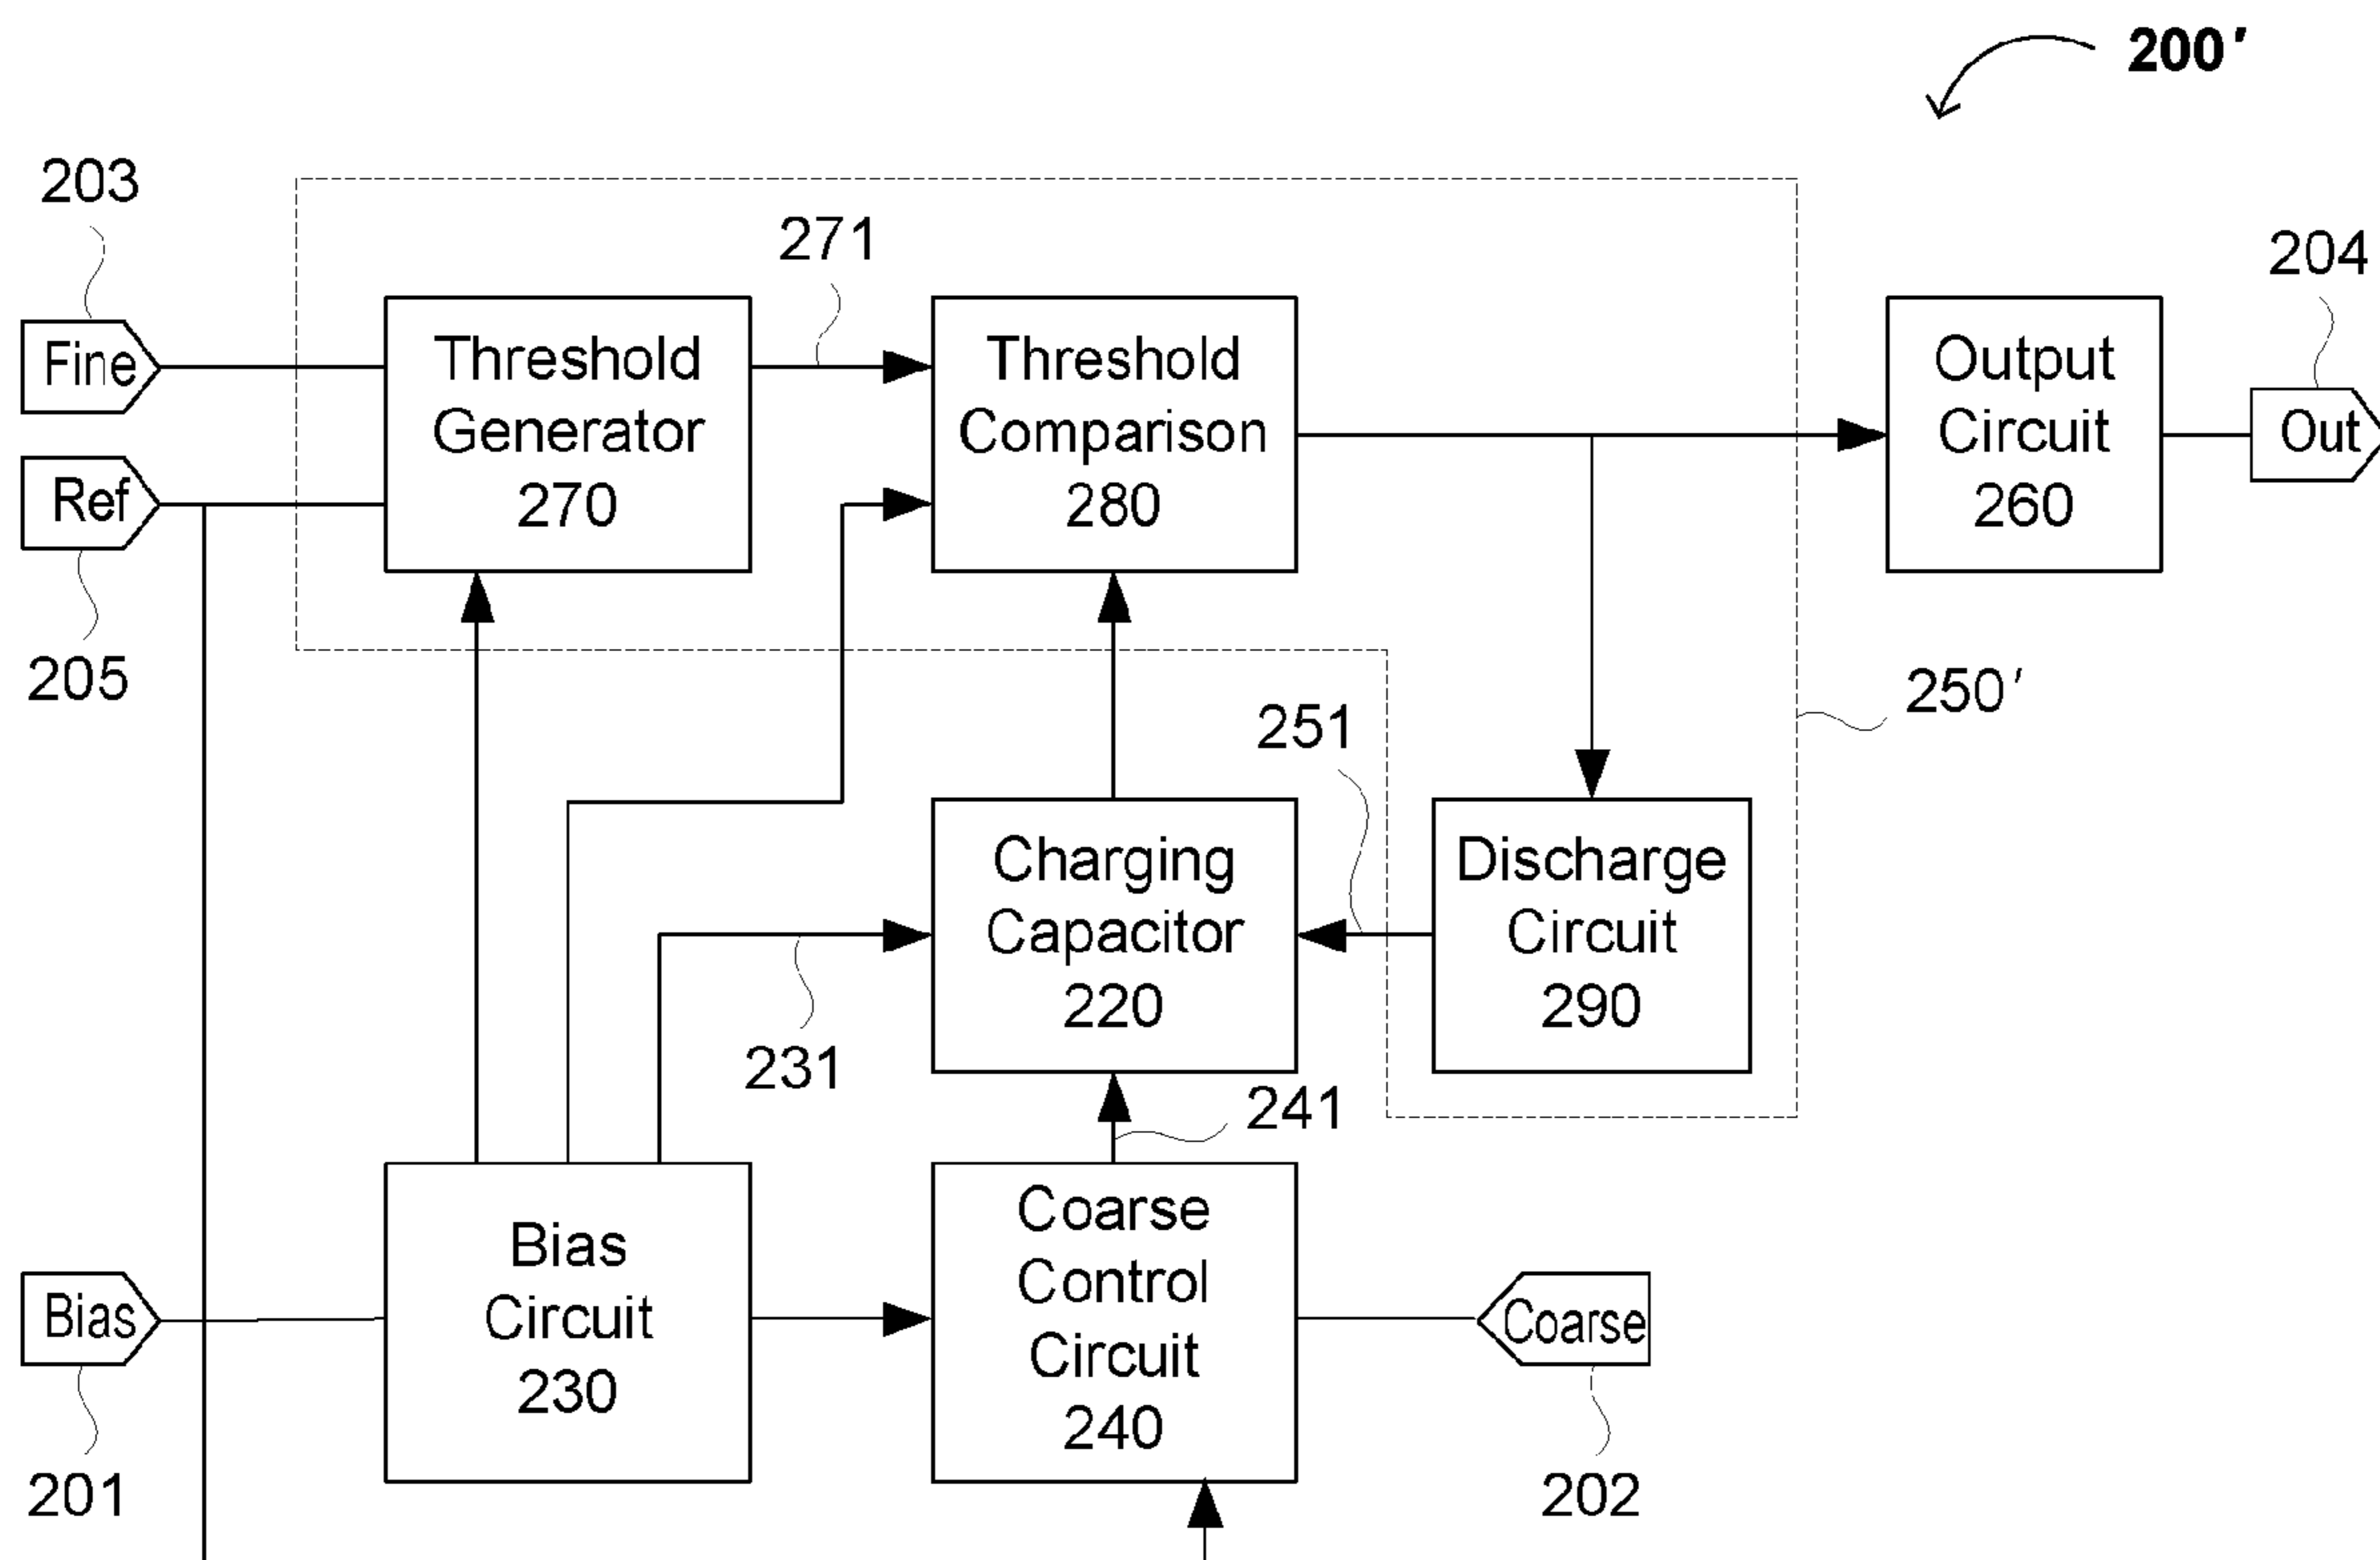 200'
203
271
204
Fine
Threshold
Generator
270
Threshold
Comparison
280
Output
Circuit
260
Out
Ref
205
250'
251
Charging
Capacitor
220
Discharge
Circuit
290
231
241
Bias
Bias
Circuit
230
Coarse
Control
Circuit
240
Coarse
201
202